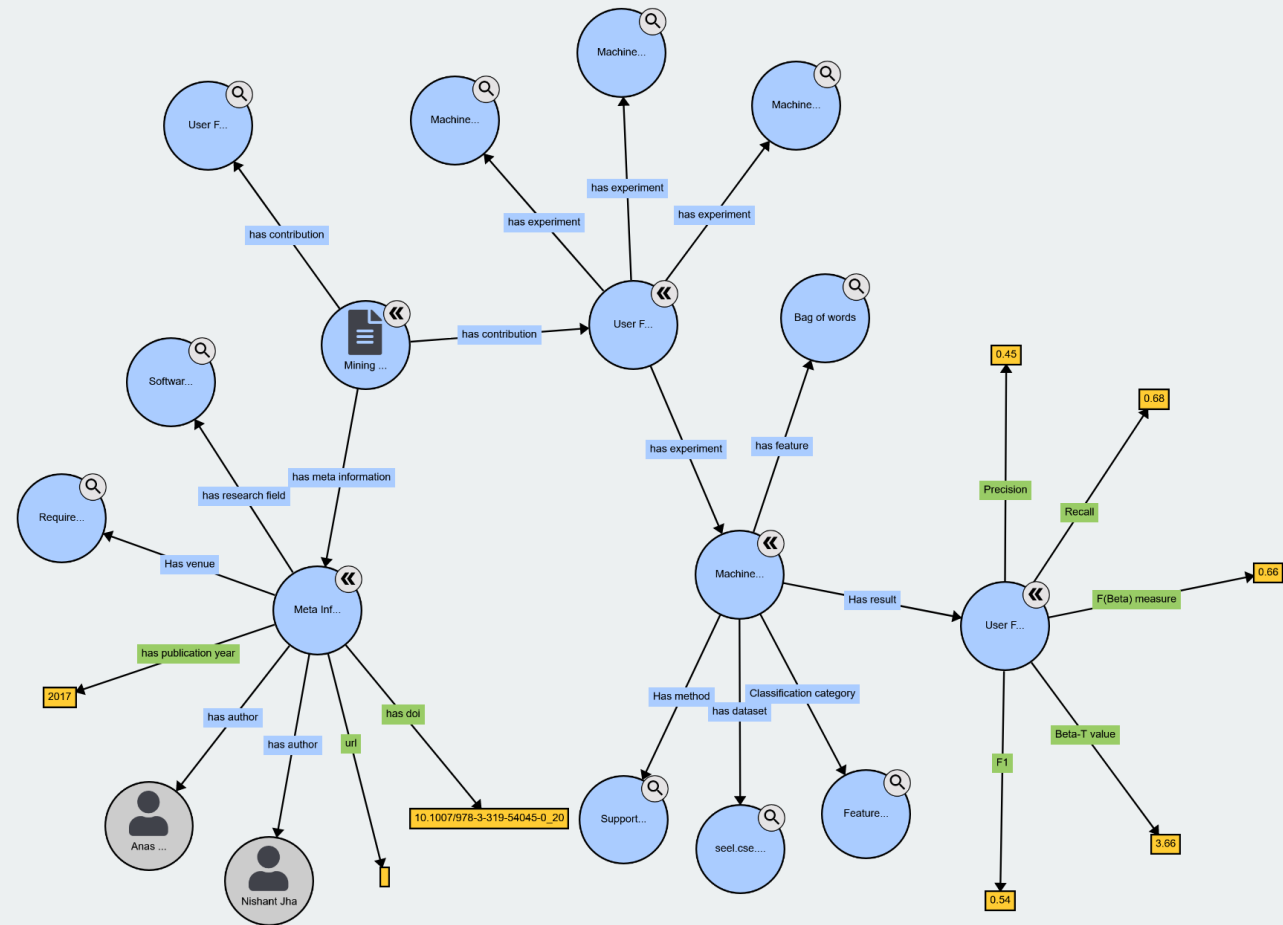 Machine...
Machine...
Machine...
User F...
has experiment
has experiment
has experiment
has contribution
User F...
Bag of words
has contribution
Mining ...
0.45
Softwar...
0.68
has experiment
has feature
has meta information
Precision
has research field
Recall
Require...
Has venue
Machine...
0.66
Has result
F(Beta) measure
Meta Inf...
User F...
has publication year
2017
Has method
Classification category
has dataset
has author
has doi
has author
url
Beta-T value
F1
10.1007/978-3-319-54045-0_20
Support...
Feature...
Anas ...
seel.cse....
3.66
Nishant Jha
0.54